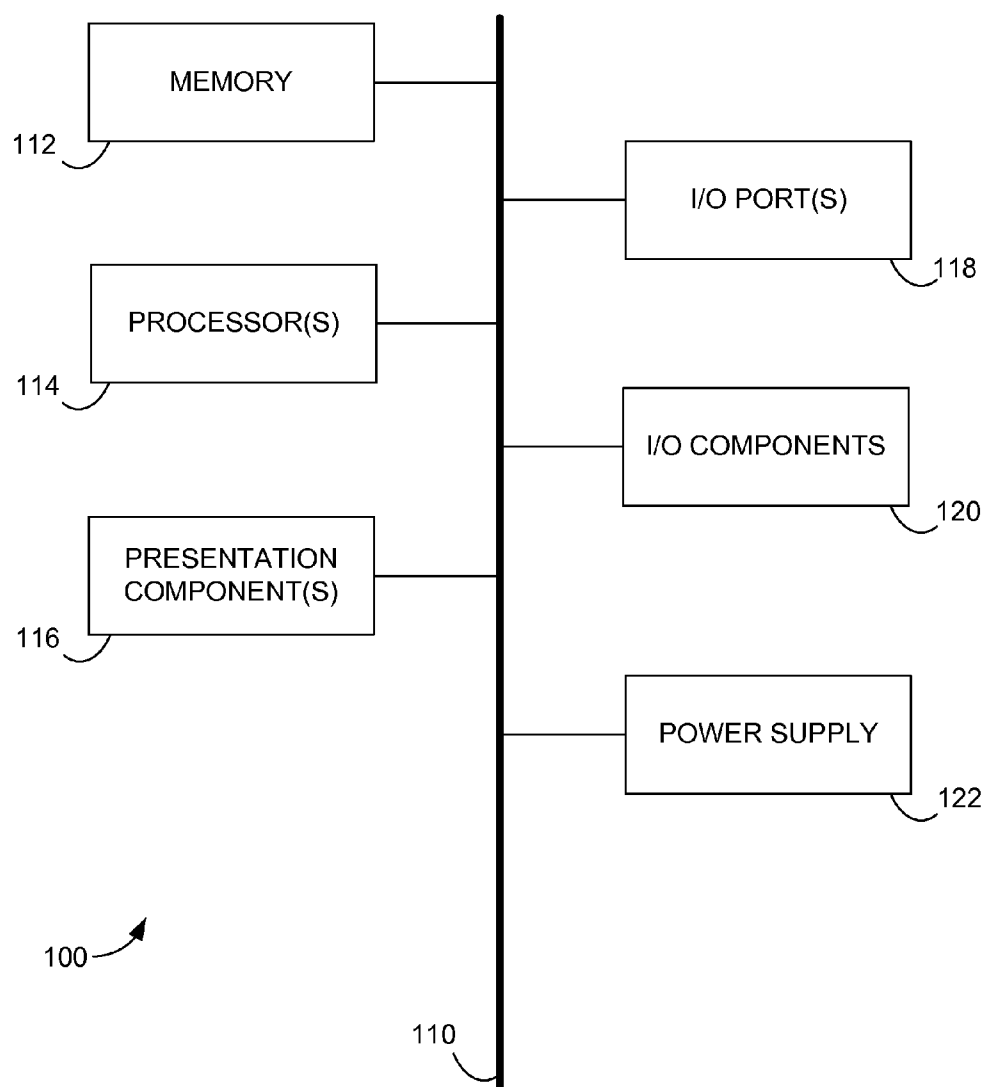 MEMORY
112
I/O PORT(S)
118
PROCESSOR(S)
114
I/O COMPONENTS
120
PRESENTATION
COMPONENT(S)
116
POWER SUPPLY
122
100
110